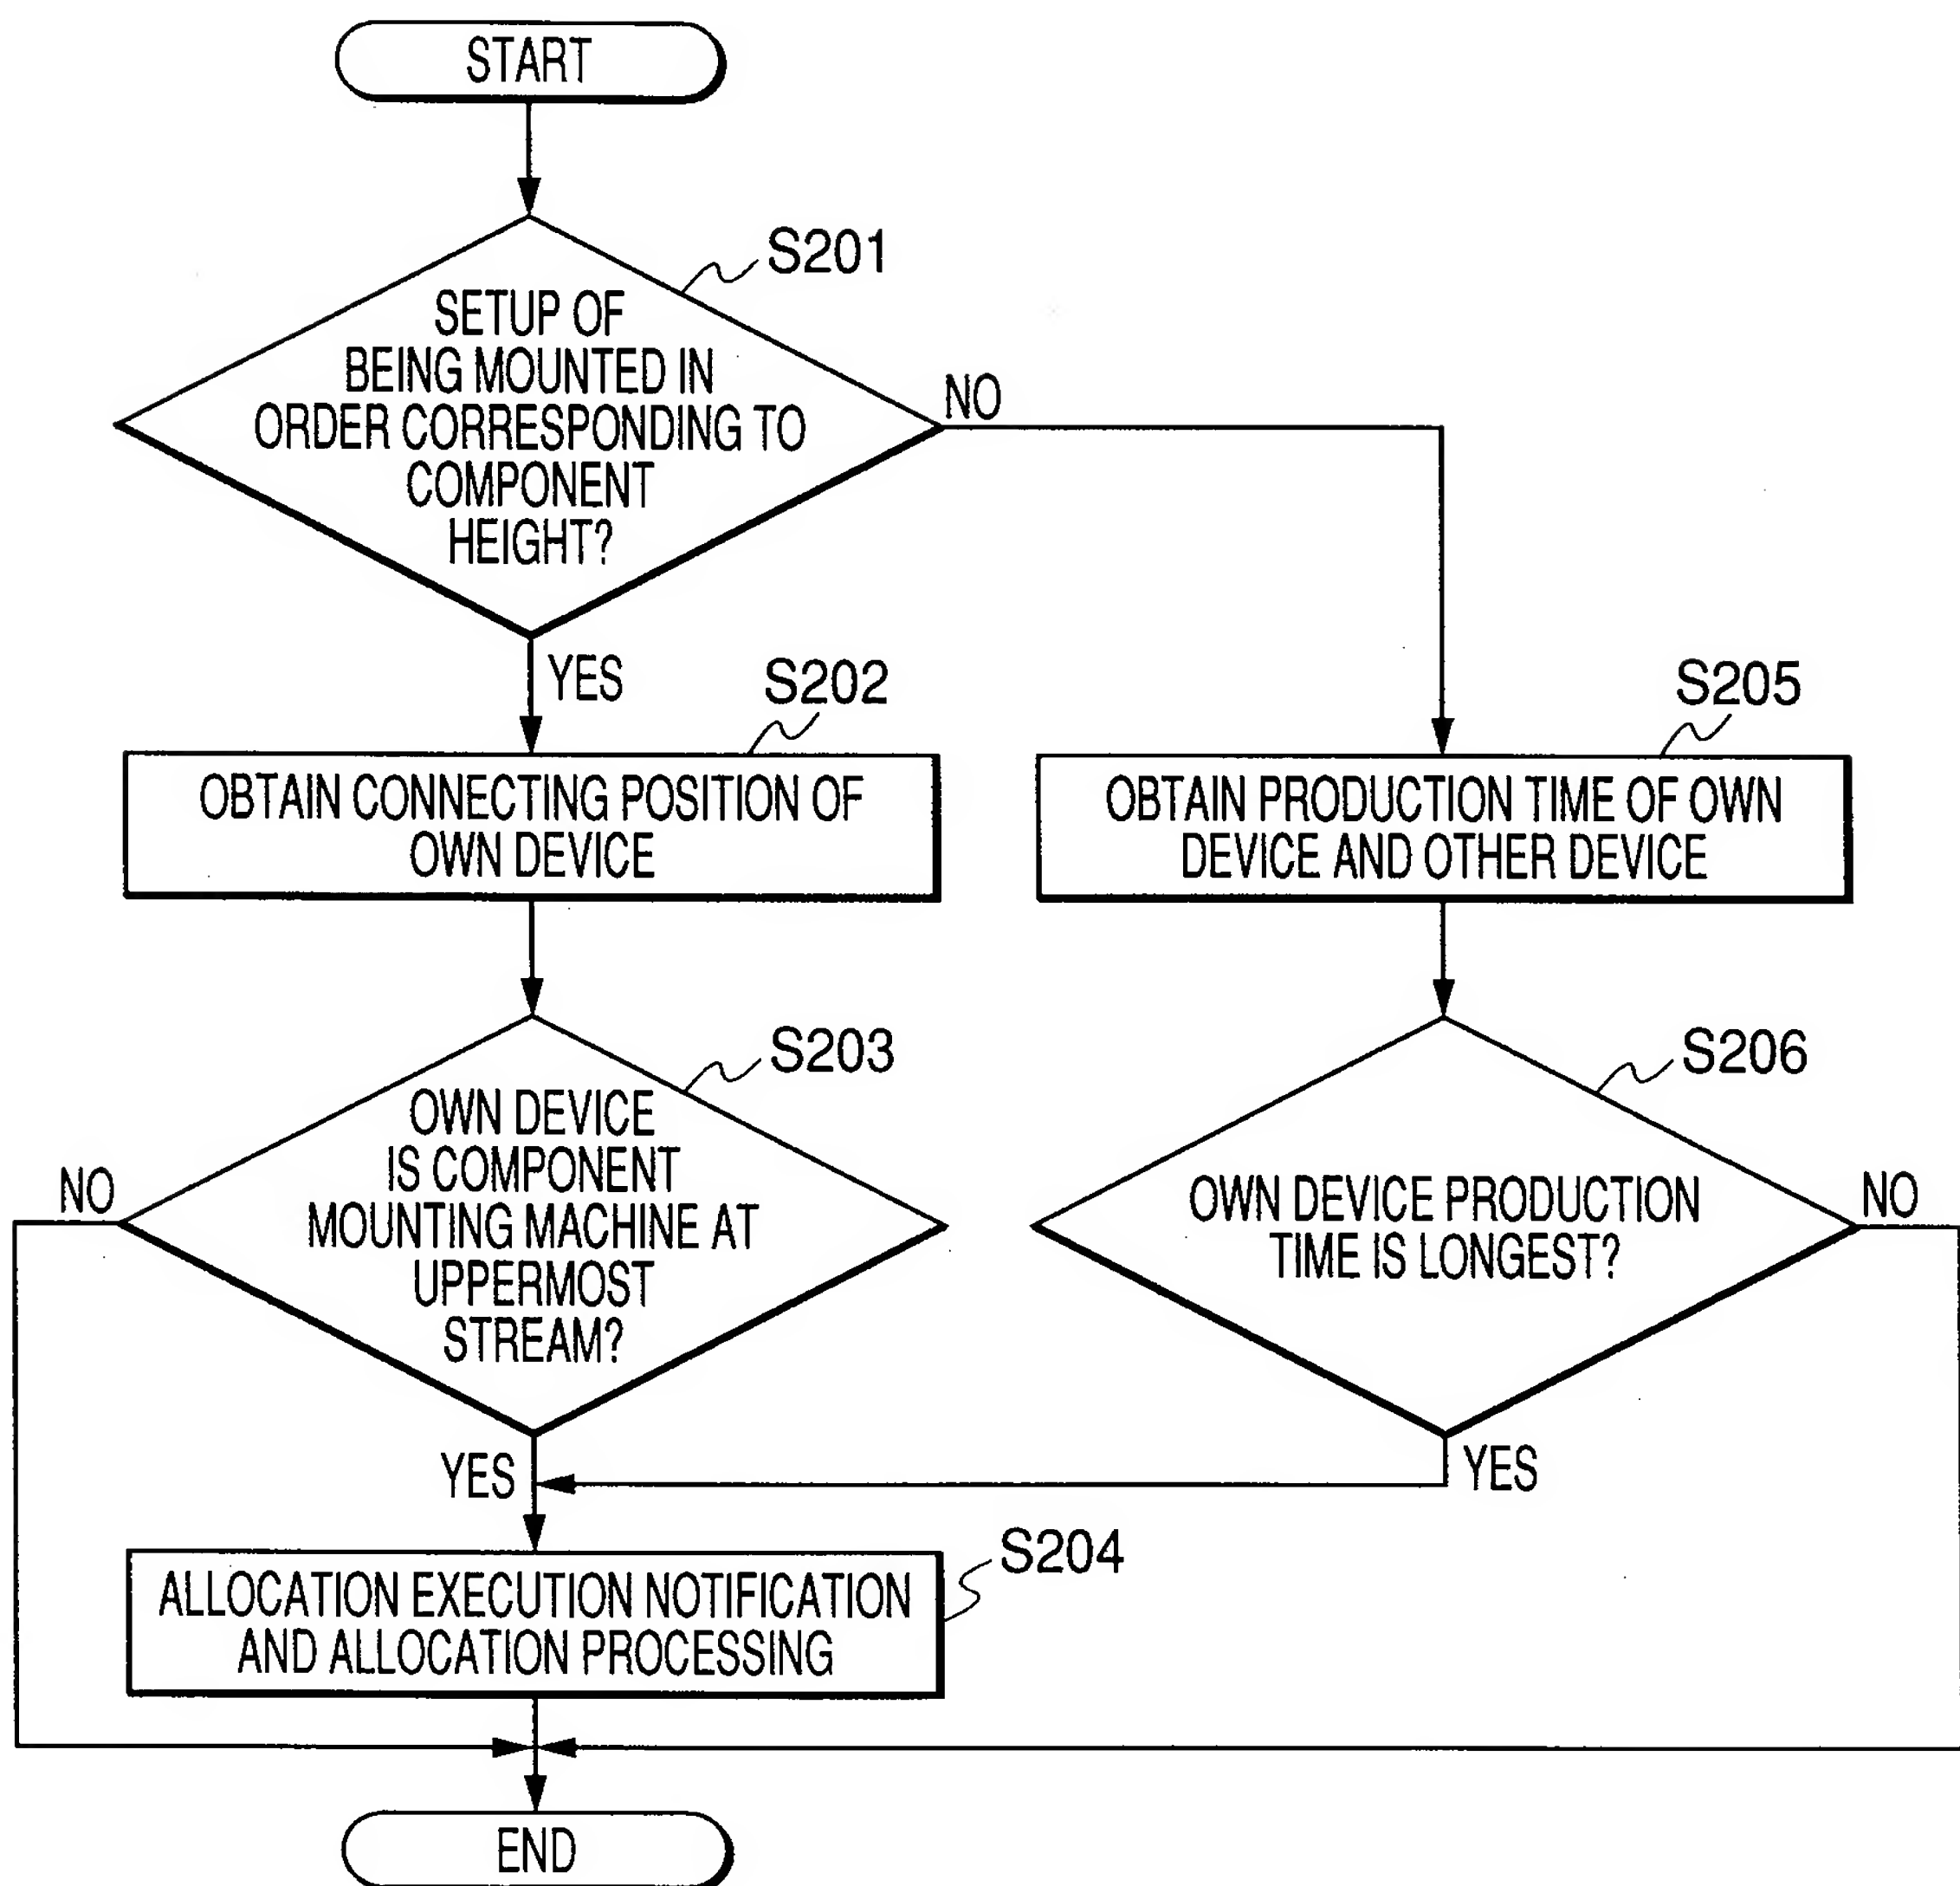 START
S201
SETUP OF
BEING MOUNTED IN
ORDER CORRESPONDING TO
COMPONENT
HEIGHT?
NO
YES
S202
OBTAIN CONNECTING POSITION OF
OWN DEVICE
S205
OBTAIN PRODUCTION TIME OF OWN
DEVICE AND OTHER DEVICE
S203
OWN DEVICE
IS COMPONENT
MOUNTING MACHINE AT
UPPERMOST
STREAM?
NO
YES
S206
OWN DEVICE PRODUCTION
TIME IS LONGEST?
NO
YES
S204
ALLOCATION EXECUTION NOTIFICATION
AND ALLOCATION PROCESSING
END